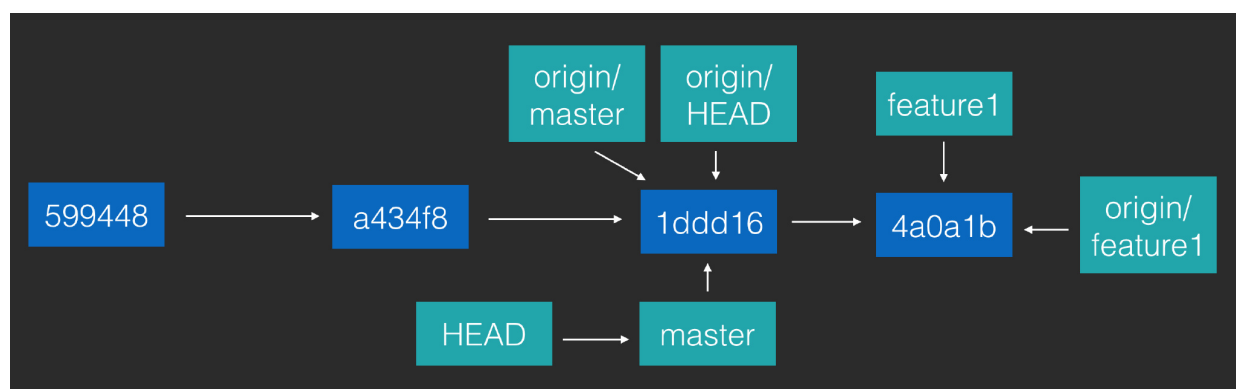 origin/
master
origin/
HEAD
feature1
599448
a434f8
1ddd16
4a0a1b
origin/
feature1
HEAD
master